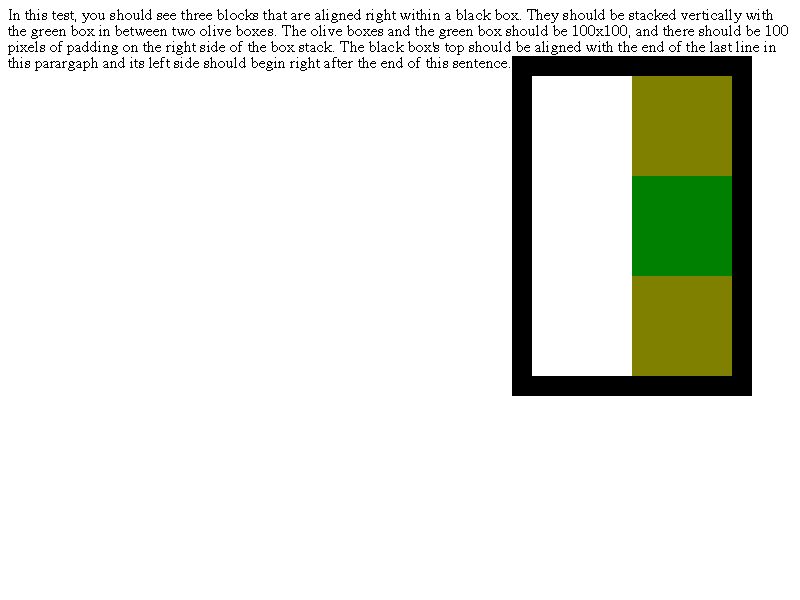 In this test, you should see three blocks that are aligned right within a black box. They should be stacked vertically with
the green box in between two olive boxes. The olive boxes and the green box should be 100x100, and there should be 100
pixels of padding on the right side of the box stack. The black box's top should be aligned with the end of the last line in
this parargaph and its left side should begin right after the end of this sentence.